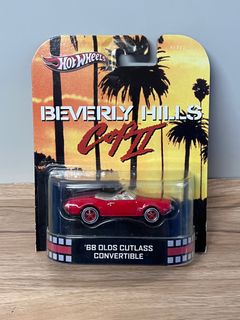 Hot Wheels
BEVERLY HILLS
Cop II
'68 OLDS CUTLASS
CONVERTIBLE